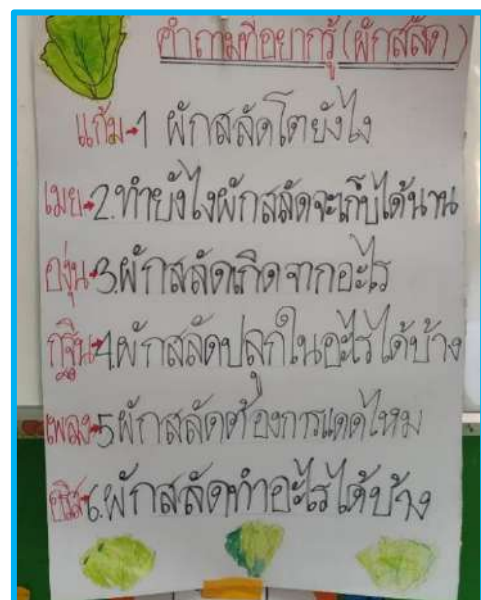 คำถามที่อยากรู้ (ผักสลัด)
แก้ม→1 ผักสลัดโตยังไง
เมย→2.ทำยังไงผักสลัดจะเก็บได้นาน
องุ่น→3.ผักสลัดเกิดจากอะไร
4.ผักสลัดปลูกในอะไรได้บ้าง
เพลง→5 ผักสลัดต้องการแดดไหม
6.ผักสลัดทำอะไรได้บ้าง